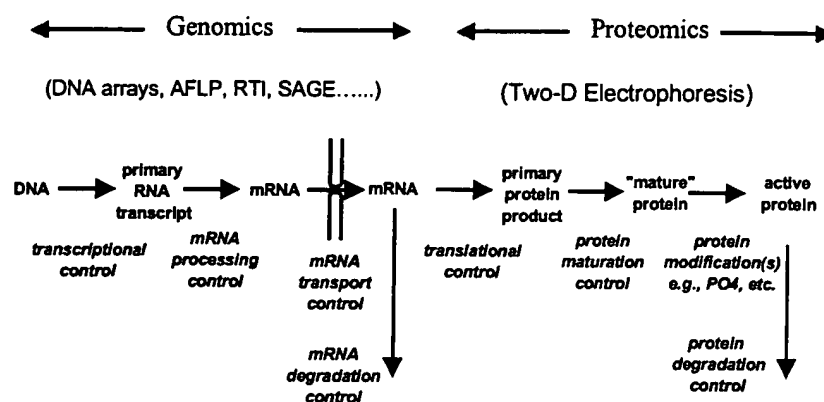 Genomics
Proteomics
(DNA arrays, AFLP, RTI, SAGE......)
(Two-D Electrophoresis)
DNA
primary
RNA
transcript
mRNA
mRNA
primary
protein
product
"mature"
protein
active
protein
transcriptional
control
mRNA
processing
control
mRNA
transport
control
translational
control
protein
maturation
control
protein
modification(s)
e.g., PO4, etc.
mRNA
degradation
control
protein
degradation
control